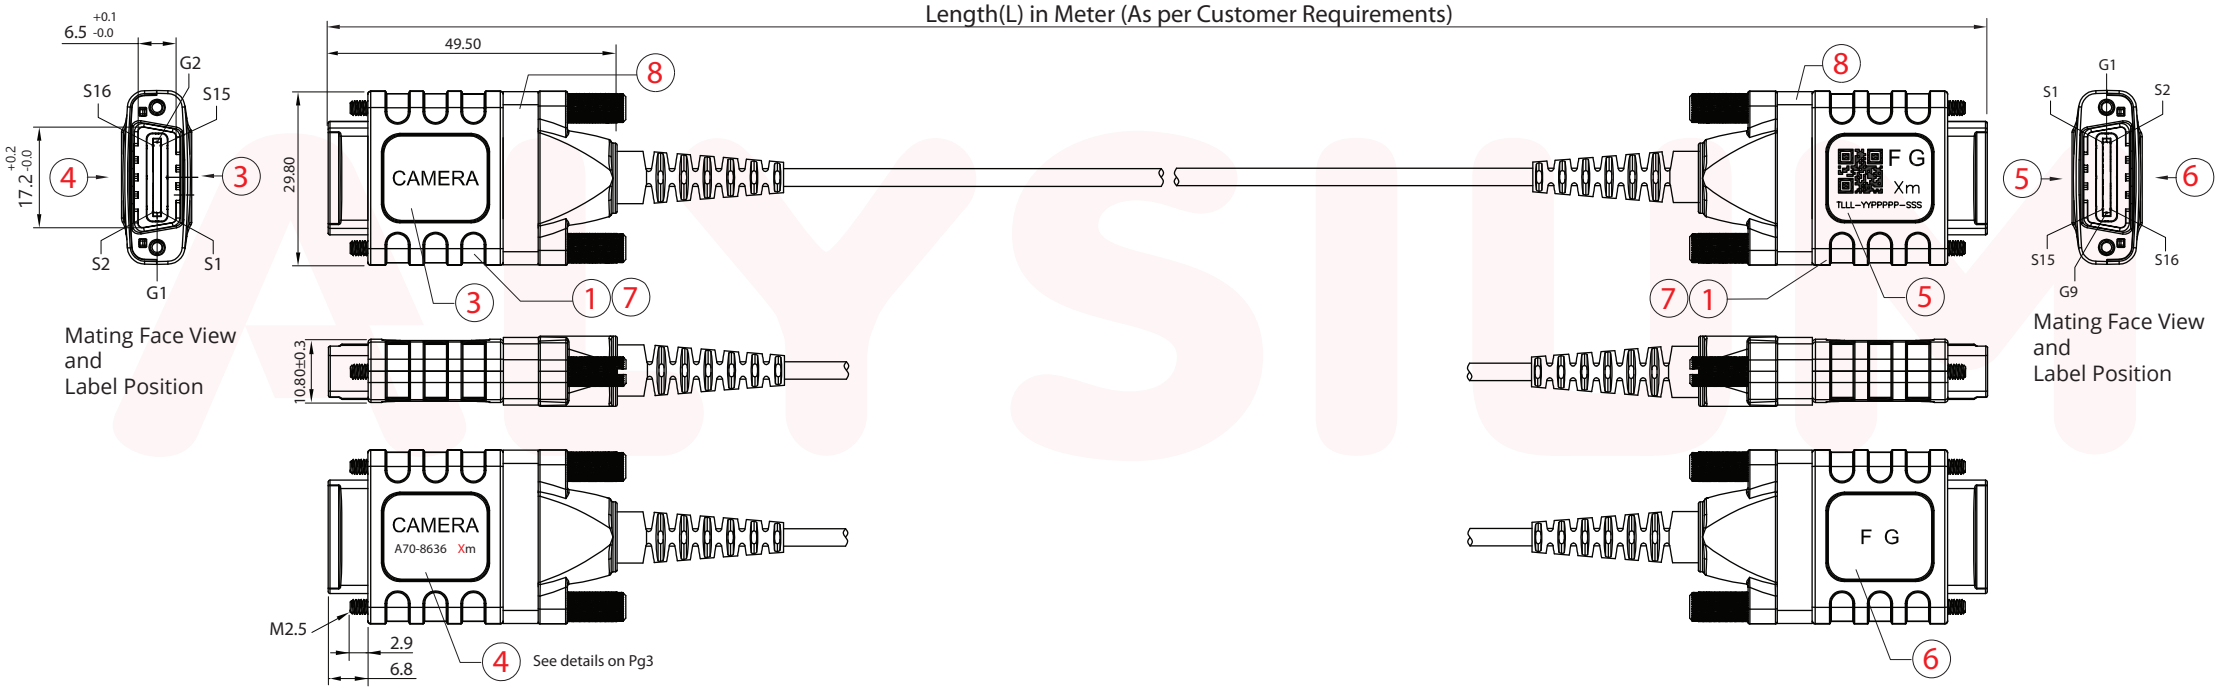 Length(L) in Meter (As per Customer Requirements)
6.5 +0.1 -0.0
49.50
G2
8
8
G1
S16
S15
S1
S2
17.2 +0.2 -0.0
4
3
29.80
CAMERA
F G
Xm
TLLL-YYPPPPP-SSS
5
6
S2
S1
G1
S15
S16
G9
3
1
7
7
1
5
Mating Face View
and
Label Position
Mating Face View
and
Label Position
10.80±0.3
ALYSIUM
CAMERA
A70-8636 Xm
F G
M2.5
2.9
6.8
4
See details on Pg3
6